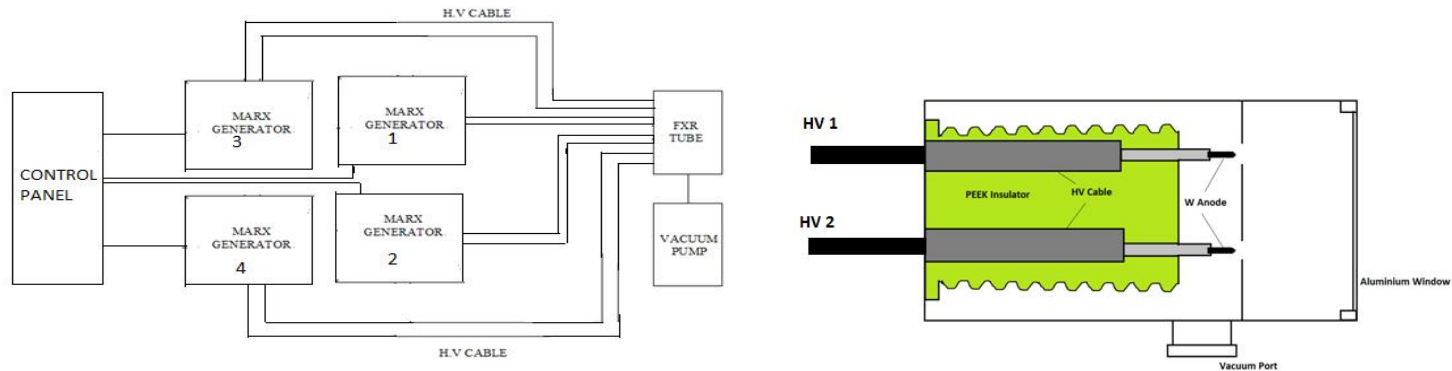 H.V CABLE
MARX
GENERATOR
3
MARX
GENERATOR
1
FXR
TUBE
CONTROL
PANEL
MARX
GENERATOR
4
MARX
GENERATOR
2
VACUUM
PUMP
H.V CABLE
HV 1
HV 2
PEEK Insulator
HV Cable
W Anode
Aluminium Window
Vacuum Port